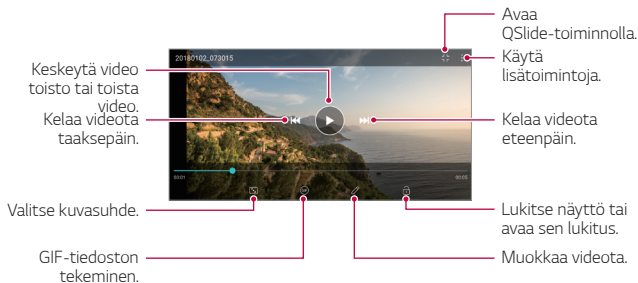 Avaa
QSlide-toiminnolla.
20180102_073015
Käytä
lisätoimintoja.
Keskeytä video
toisto tai toista
video.
Kelaa videota
taaksepäin.
Kelaa videota
eteenpäin.
00:01
00:05
Valitse kuvasuhde.
GIF
Lukitse näyttö tai
avaa sen lukitus.
GIF-tiedoston
tekeminen.
Muokkaa videota.